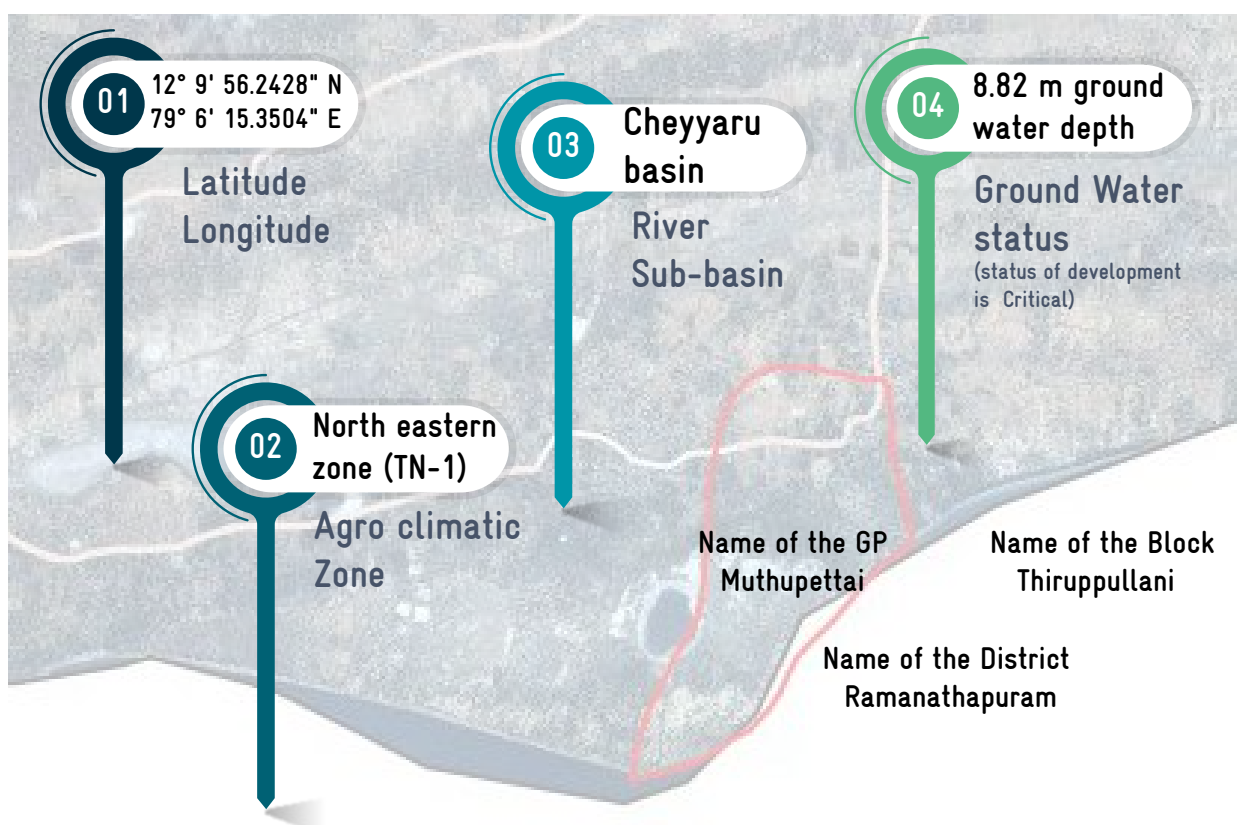 01
12° 9' 56.2428" N
79° 6' 15.3504" E
Latitude
Longitude
02
North eastern
zone (TN-1)
Agro climatic
Zone
03
Cheyyaru
basin
River
Sub-basin
04
8.82 m ground
water depth
Ground Water
status
(status of development
is Critical)
Name of the GP
Muthupettai
Name of the Block
Thiruppullani
Name of the District
Ramanathapuram